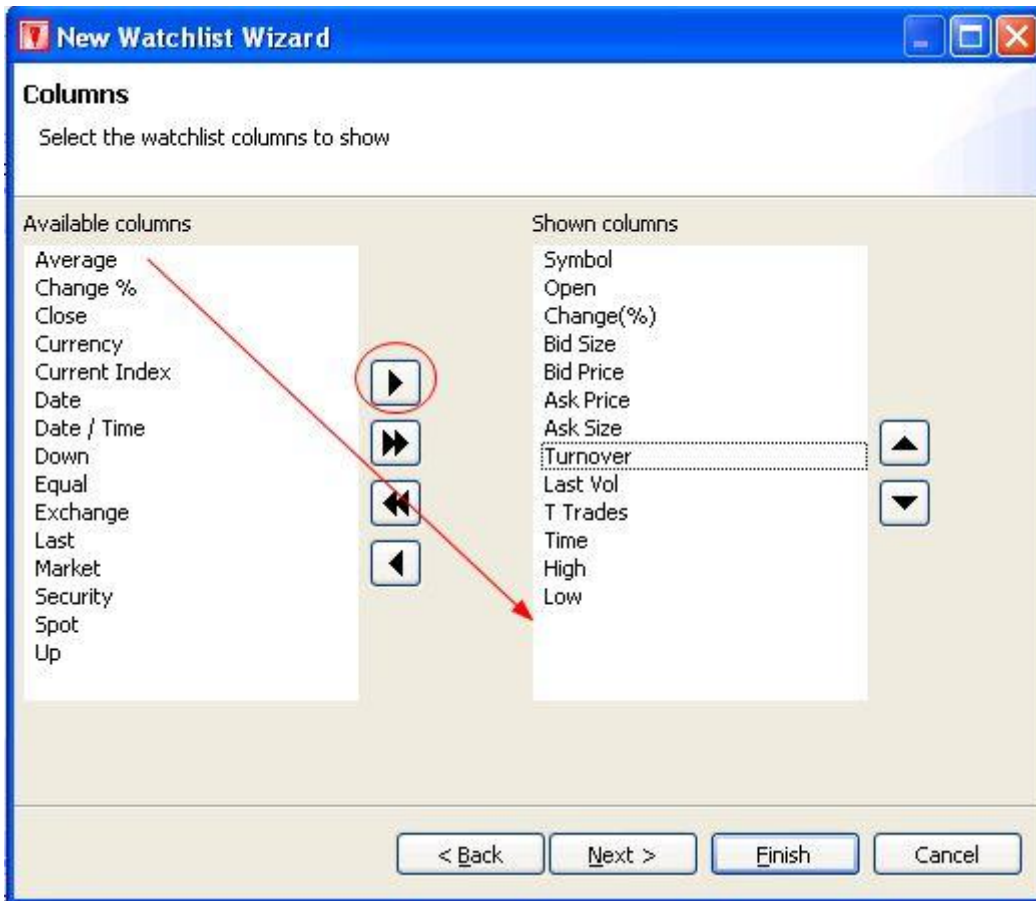 New Watchlist Wizard
Columns
Select the watchlist columns to show
Available columns
Average
Change %
Close
Currency
Current Index
Date
Date / Time
Down
Equal
Exchange
Last
Market
Security
Spot
Up
Shown columns
Symbol
Open
Change(%)
Bid Size
Bid Price
Ask Price
Ask Size
Turnover
Last Vol
T Trades
Time
High
Low
< Back
Next >
Finish
Cancel